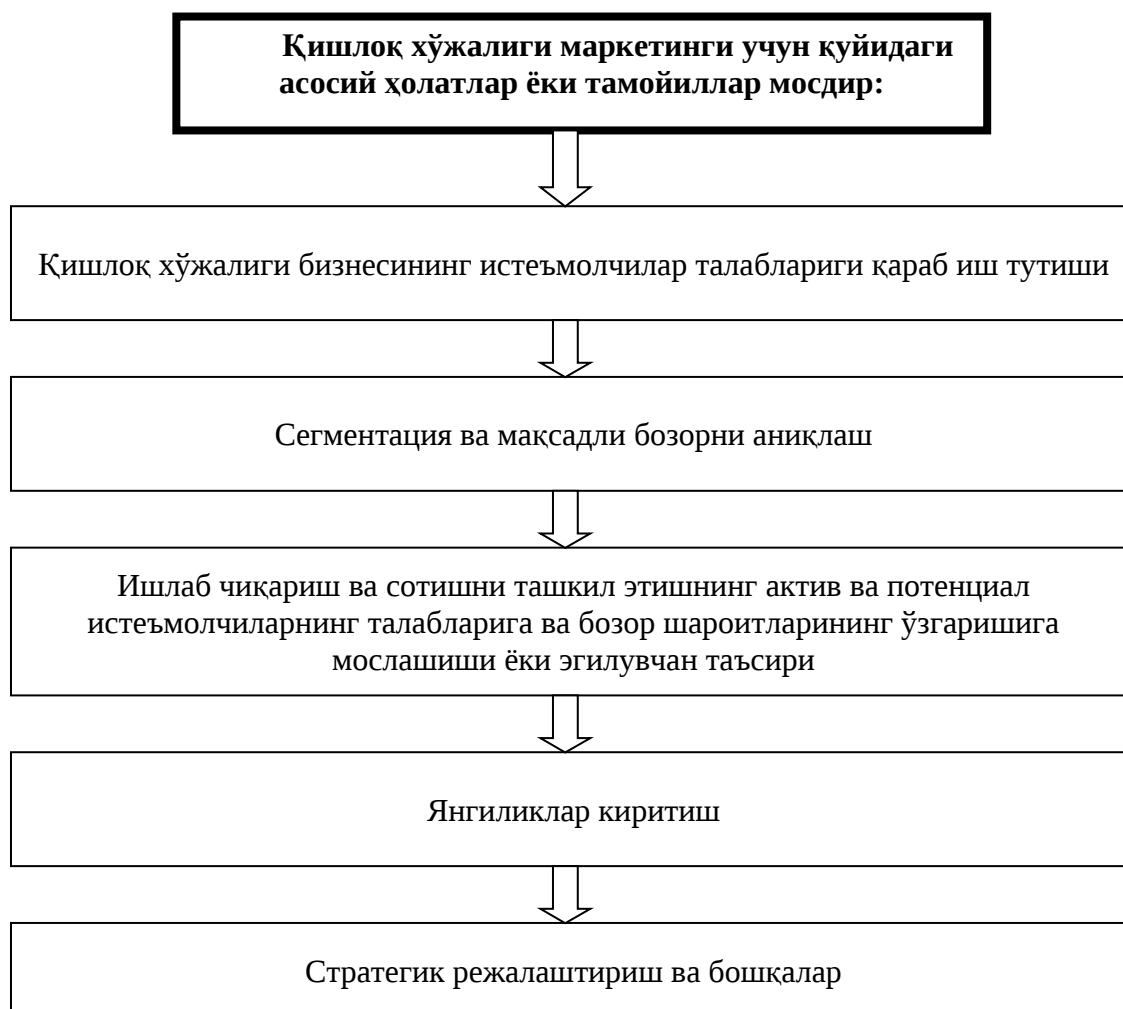 Қишлоқ хўжалиги маркетинги учун қуйидаги
асосий ҳолатлар ёки тамойиллар мосдир:
Қишлоқ хўжалиги бизнесининг истеъмолчилар талаблариги қараб иш тутиши
Сегментация ва мақсадли бозорни аниқлаш
Ишлаб чиқариш ва сотишни ташкил этишнинг актив ва потенциал
истеъмолчиларнинг талабларига ва бозор шароитларининг ўзгаришига
мослашиши ёки эгилувчан таъсири
Янгиликлар киритиш
Стратегик режалаштириш ва бошқалар